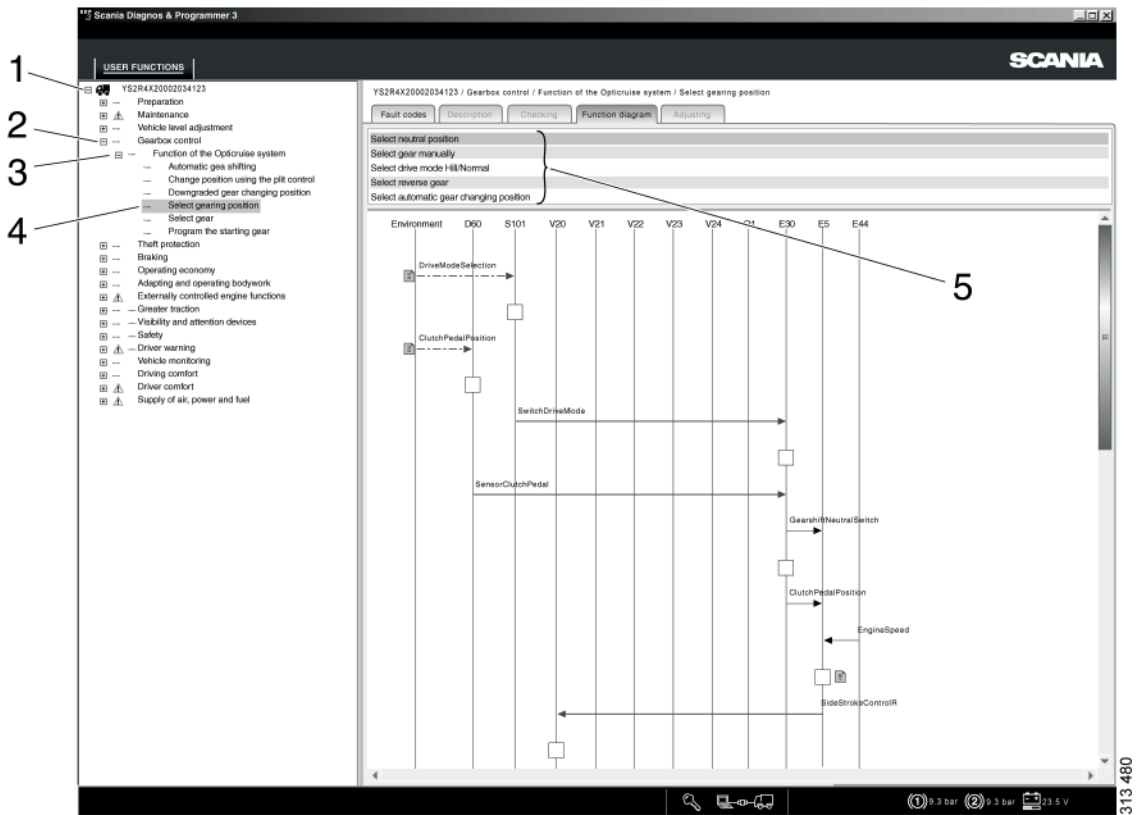 Scania Diagnos & Programmer 3
USER FUNCTIONS
SCANIA
1
2
3
4
YS2R4X20002034123
Preparation
Maintenance
Vehicle level adjustment
Gearbox control
Function of the Opticruise system
Automatic gea shifting
Change position using the plit control
Downgraded gear changing position
Select gearing position
Select gear
Program the starting gear
Theft protection
Braking
Operating economy
Adapting and operating bodywork
Externally controlled engine functions
Greater traction
Visibility and attention devices
Safety
Driver warning
Vehicle monitoring
Driving comfort
Driver comfort
Supply of air, power and fuel
YS2R4X20002034123 / Gearbox control / Function of the Opticruise system / Select gearing position
Fault codes Description Checking Function diagram Adjusting
Select neutral position
Select gear manually
Select drive mode Hill/Normal
Select reverse gear
Select automatic gear changing position
5
Environment D60 S101 V20 V21 V22 V23 V24 E30 E5 E44
DriveModeSelection
ClutchPedalPosition
SwitchDriveMode
SensorClutchPedal
GearshiftNeutralSwitch
ClutchPedalPosition
EngineSpeed
SideStrokeControlR
(1) 9.3 bar (2) 9.3 bar 23.5 V
313 480